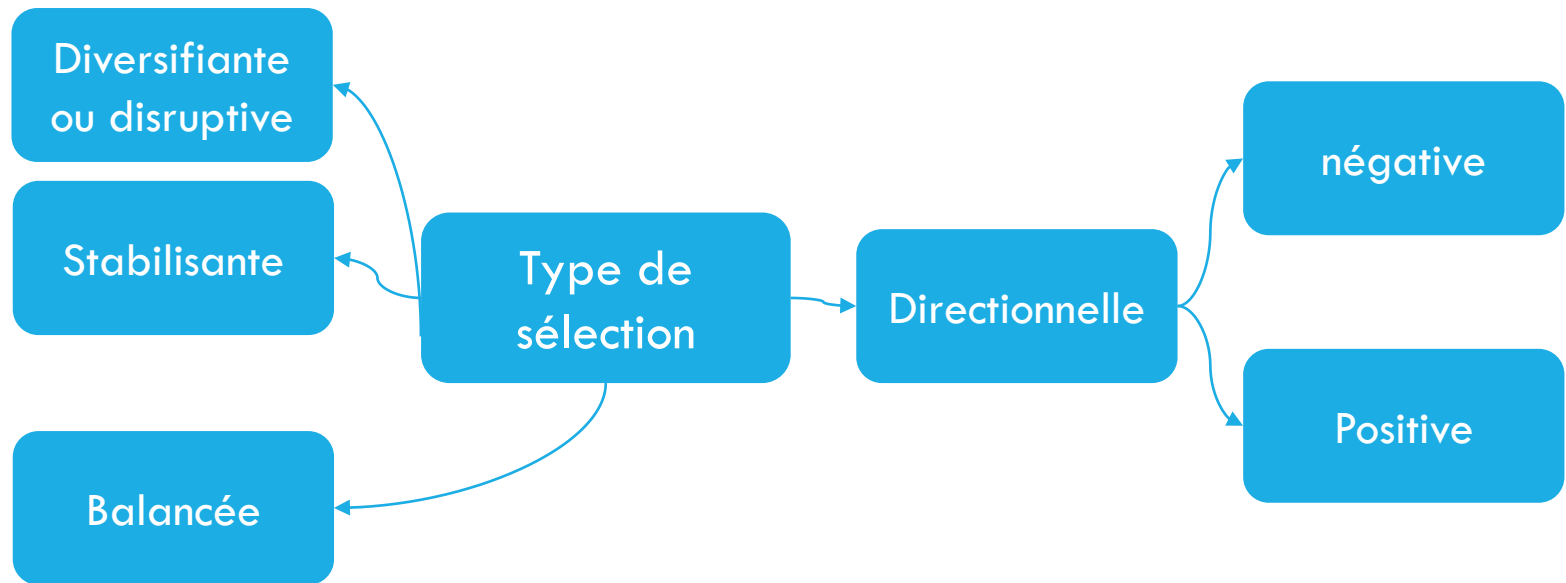 Diversifiante
ou disruptive
Stabilisante
Balancée
Type de
sélection
Directionnelle
négative
Positive